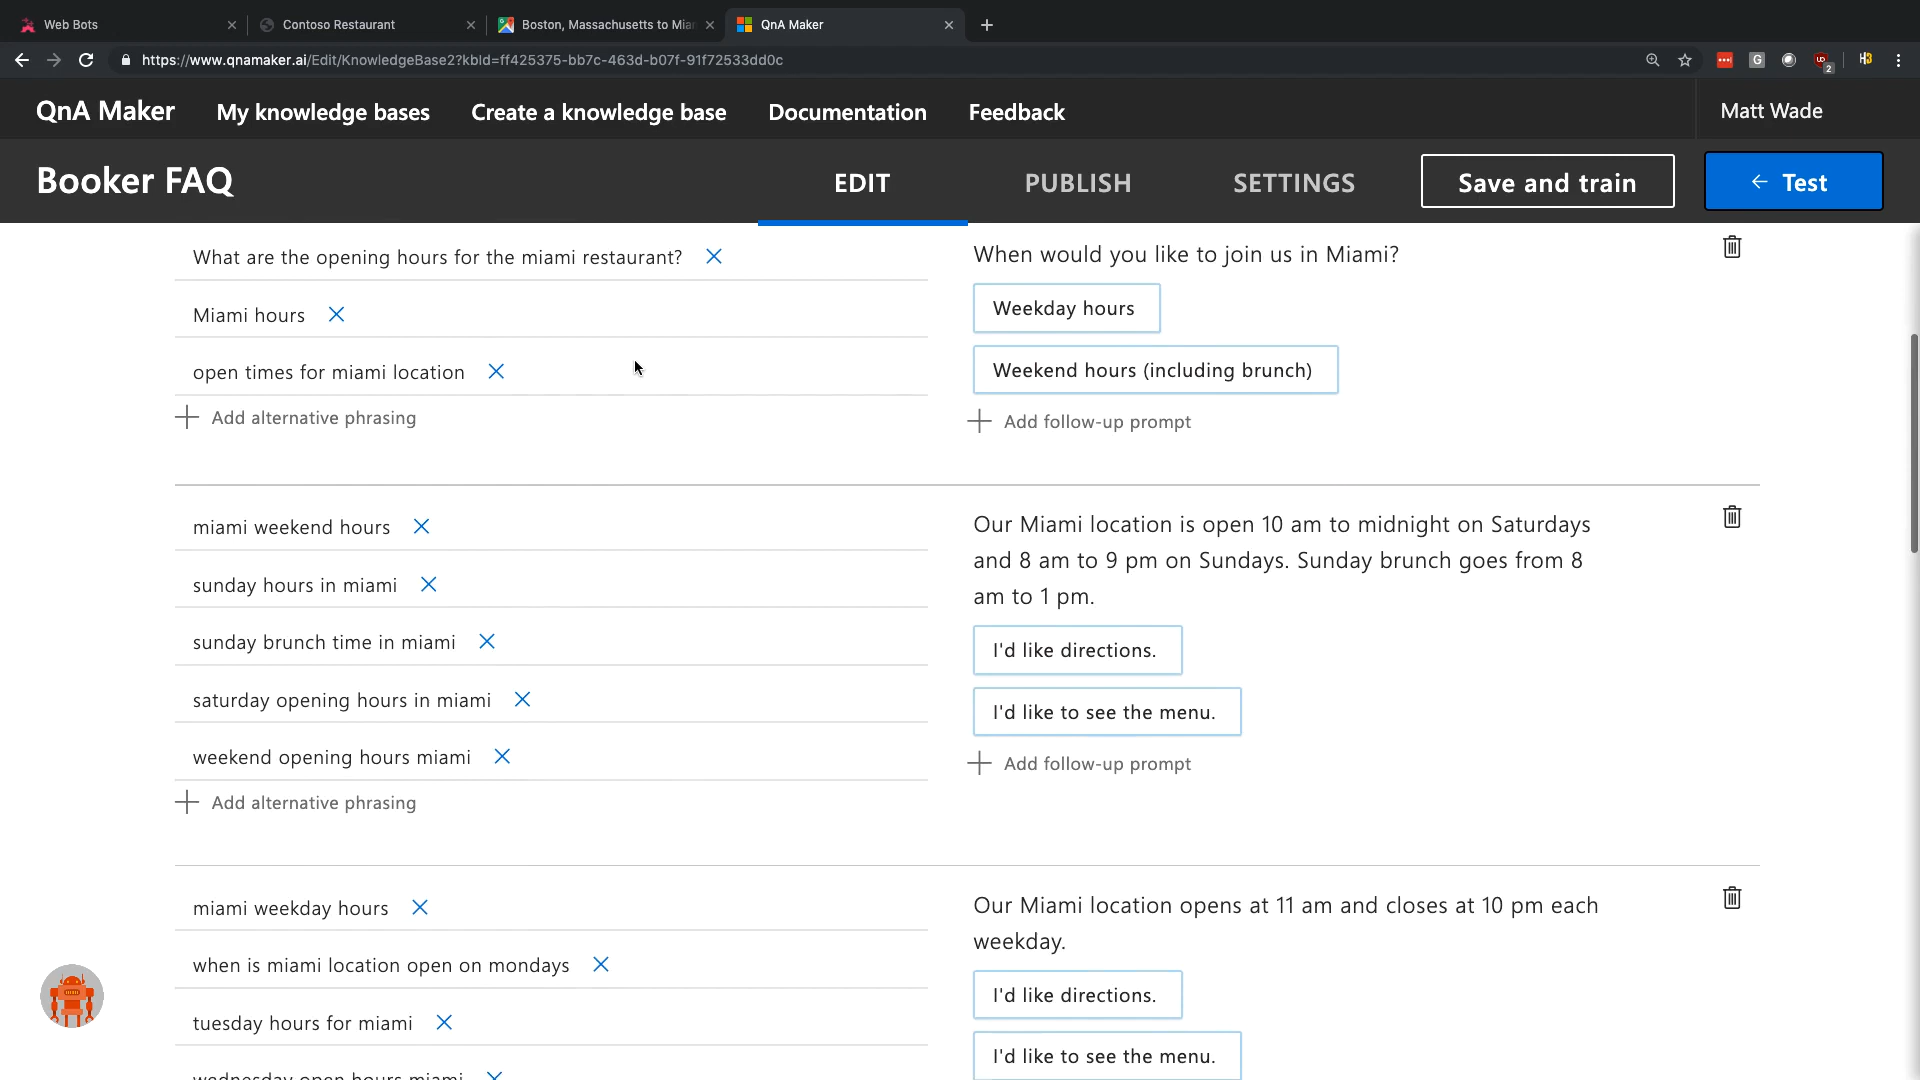 Web Bots
Contoso Restaurant
Boston, Massachusetts to Miar
QnA Maker
https://www.qnamaker.ai/Edit/KnowledgeBase2?kbId=ff425375-bb7c-463d-b07f-91f72533dd0c
QnA Maker
My knowledge bases
Create a knowledge base
Documentation
Feedback
Matt Wade
Booker FAQ
EDIT
PUBLISH
SETTINGS
Save and train
← Test
What are the opening hours for the miami restaurant?
Miami hours
open times for miami location
Add alternative phrasing
When would you like to join us in Miami?
Weekday hours
Weekend hours (including brunch)
Add follow-up prompt
miami weekend hours
sunday hours in miami
sunday brunch time in miami
saturday opening hours in miami
weekend opening hours miami
Add alternative phrasing
Our Miami location is open 10 am to midnight on Saturdays
and 8 am to 9 pm on Sundays. Sunday brunch goes from 8
am to 1 pm.
I'd like directions.
I'd like to see the menu.
Add follow-up prompt
miami weekday hours
when is miami location open on mondays
tuesday hours for miami
wednesday open hours miami
Our Miami location opens at 11 am and closes at 10 pm each
weekday.
I'd like directions.
I'd like to see the menu.